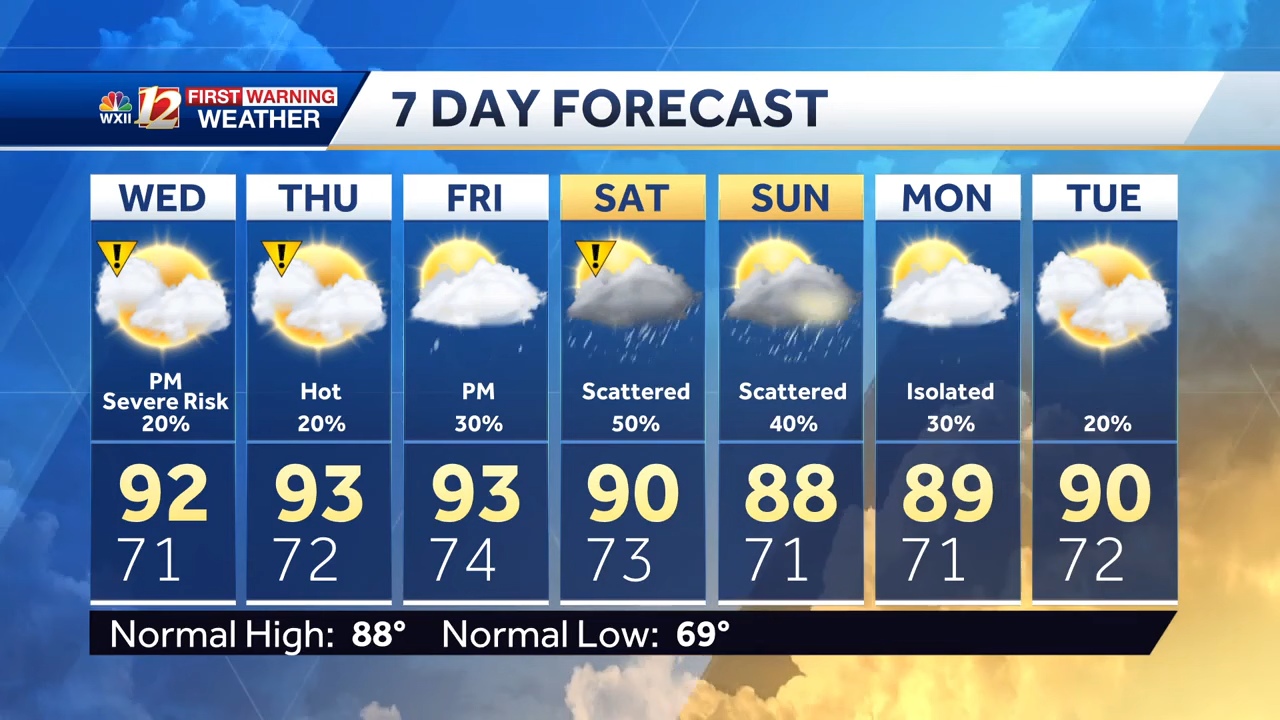 WXII 12 FIRST WARNING
WEATHER
7 DAY FORECAST
WED THU FRI SAT SUN MON TUE
! ! !
PM
Severe Risk Hot PM Scattered Scattered Isolated
20% 20% 30% 50% 40% 30% 20%
92 93 93 90 88 89 90
71 72 74 73 71 71 72
Normal High: 88° Normal Low: 69°